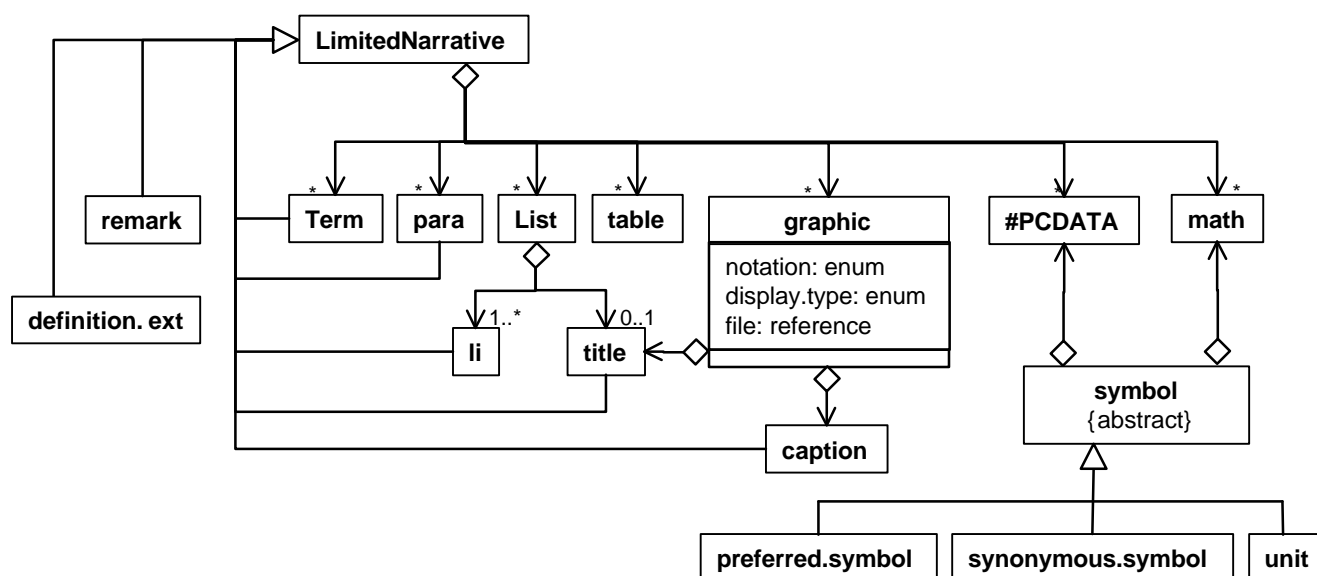 LimitedNarrative
* * * * * * *
remark
Term
para
List
table
graphic
#PCDATA
math
notation: enum
display.type: enum
file: reference
definition. ext
1..*
0..1
li
title
symbol
{abstract}
caption
preferred.symbol
synonymous.symbol
unit